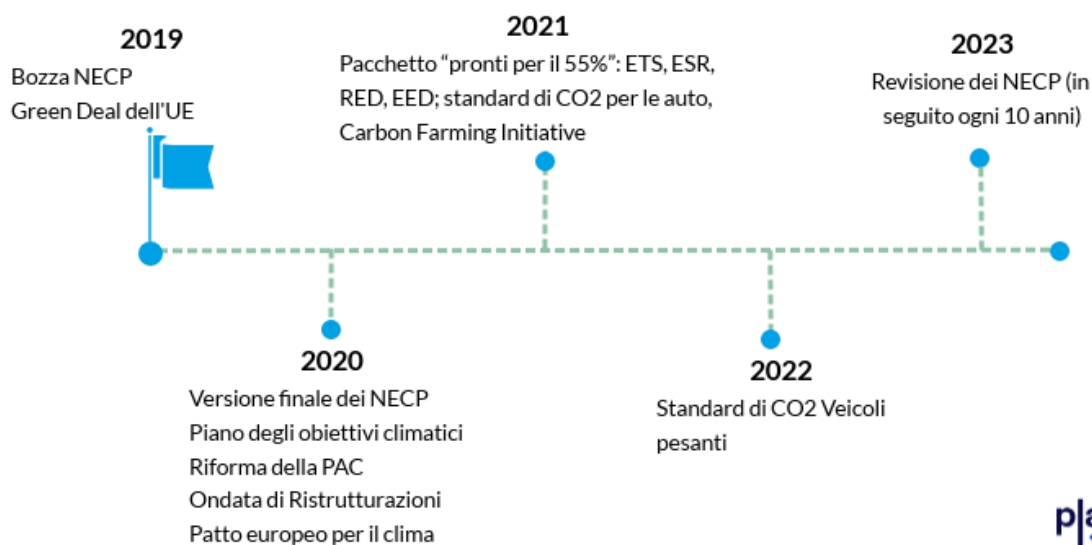 2019
Bozza NECP
Green Deal dell'UE
2021
Pacchetto “pronti per il 55%”: ETS, ESR,
RED, EED; standard di CO2 per le auto,
Carbon Farming Initiative
2023
Revisione dei NECP (in
seguito ogni 10 anni)
2020
Versione finale dei NECP
Piano degli obiettivi climatici
Riforma della PAC
Ondata di Ristrutturazioni
Patto europeo per il clima
2022
Standard di CO2 Veicoli
pesanti